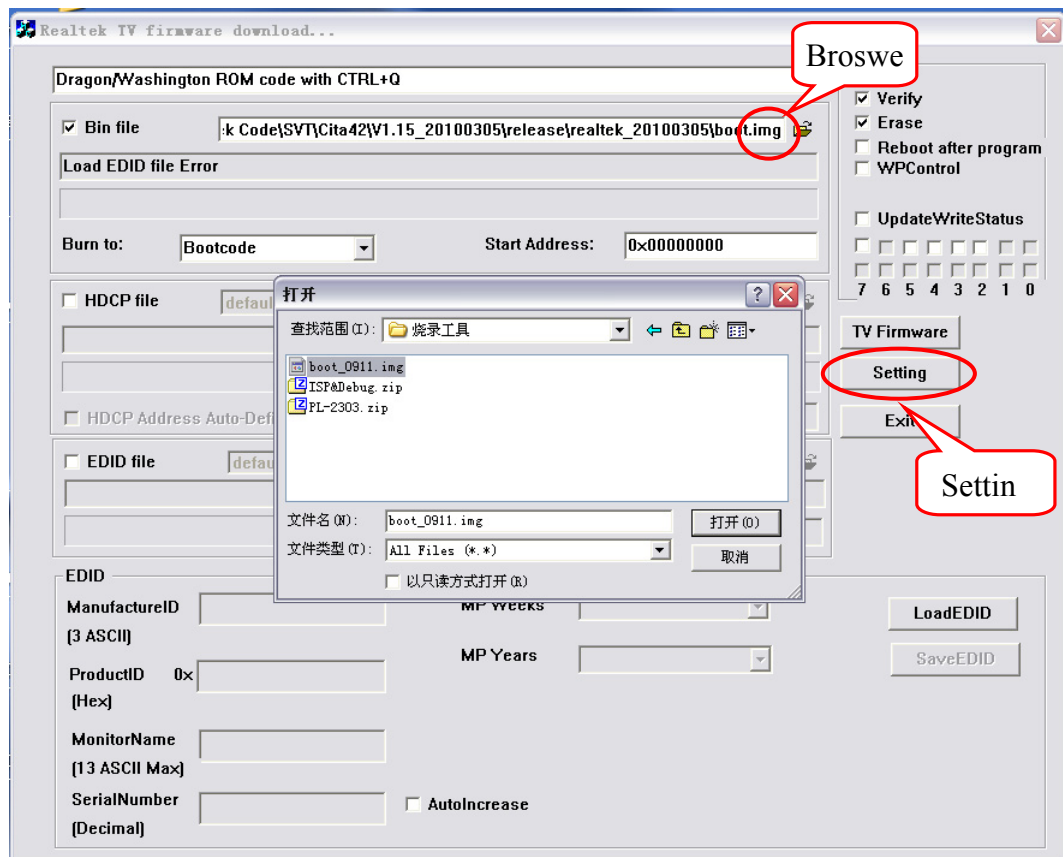 Realtek TV firmware download...
Broswe
Dragon/Washington ROM code with CTRL+Q
Verify
Bin file
:k Code\SVT\Cita42\V1.15_20100305\release\realtek_20100305\boot.img
Erase
Reboot after program
Load EDID file Error
WPControl
UpdateWriteStatus
Burn to:
Bootcode
Start Address:
0x00000000
7 6 5 4 3 2 1 0
HDCP file
defaul
打开
查找范围(I):
烧录工具
TV Firmware
boot_0911.img
ISP&Debug.zip
PL-2303.zip
Setting
HDCP Address Auto-Defi
Exit
EDID file
defau
Settin
文件名(N):
boot_0911.img
打开(O)
文件类型(T):
All Files (*.*)
取消
以只读方式打开(R)
EDID
ManufactureID
(3 ASCII)
MP Weeks
LoadEDID
ProductID 0x
(Hex)
MP Years
SaveEDID
MonitorName
(13 ASCII Max)
SerialNumber
(Decimal)
AutoIncrease